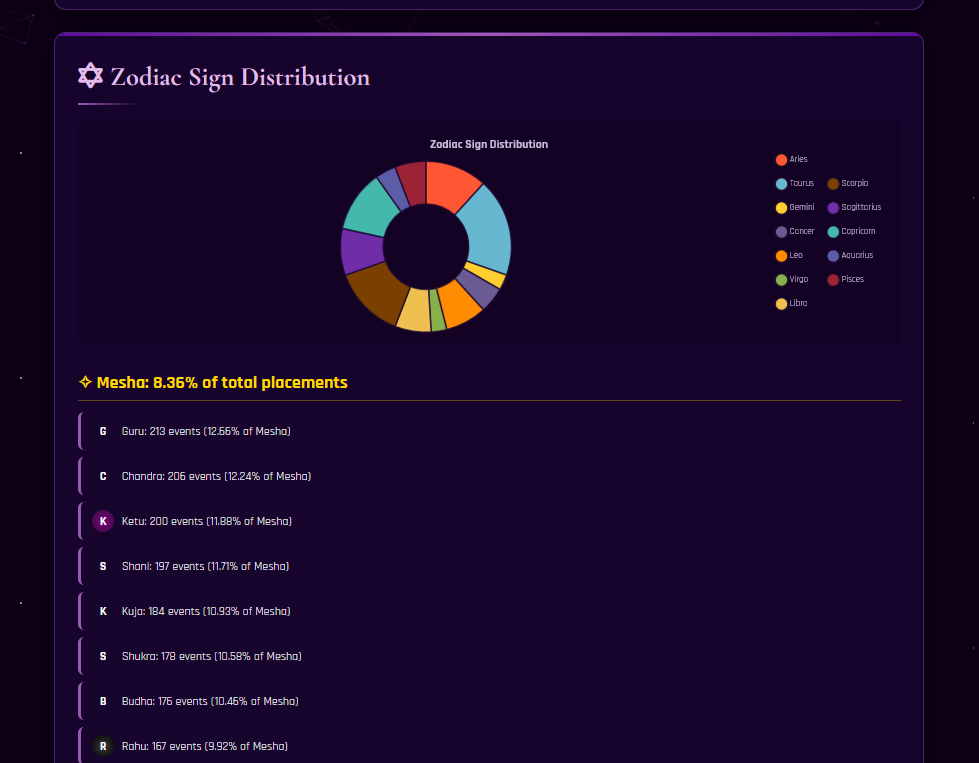 Zodiac Sign Distribution
Zodiac Sign Distribution
Aries
Taurus
Gemini
Cancer
Leo
Virgo
Libra
Scorpio
Sagittarius
Capricorn
Aquarius
Pisces
✧ Mesha: 8.36% of total placements
G Guru: 213 events (12.66% of Mesha)
C Chandra: 206 events (12.24% of Mesha)
K Ketu: 200 events (11.88% of Mesha)
S Shani: 197 events (11.71% of Mesha)
K Kuja: 184 events (10.93% of Mesha)
S Shukra: 178 events (10.58% of Mesha)
B Budha: 176 events (10.46% of Mesha)
R Rahu: 167 events (9.92% of Mesha)